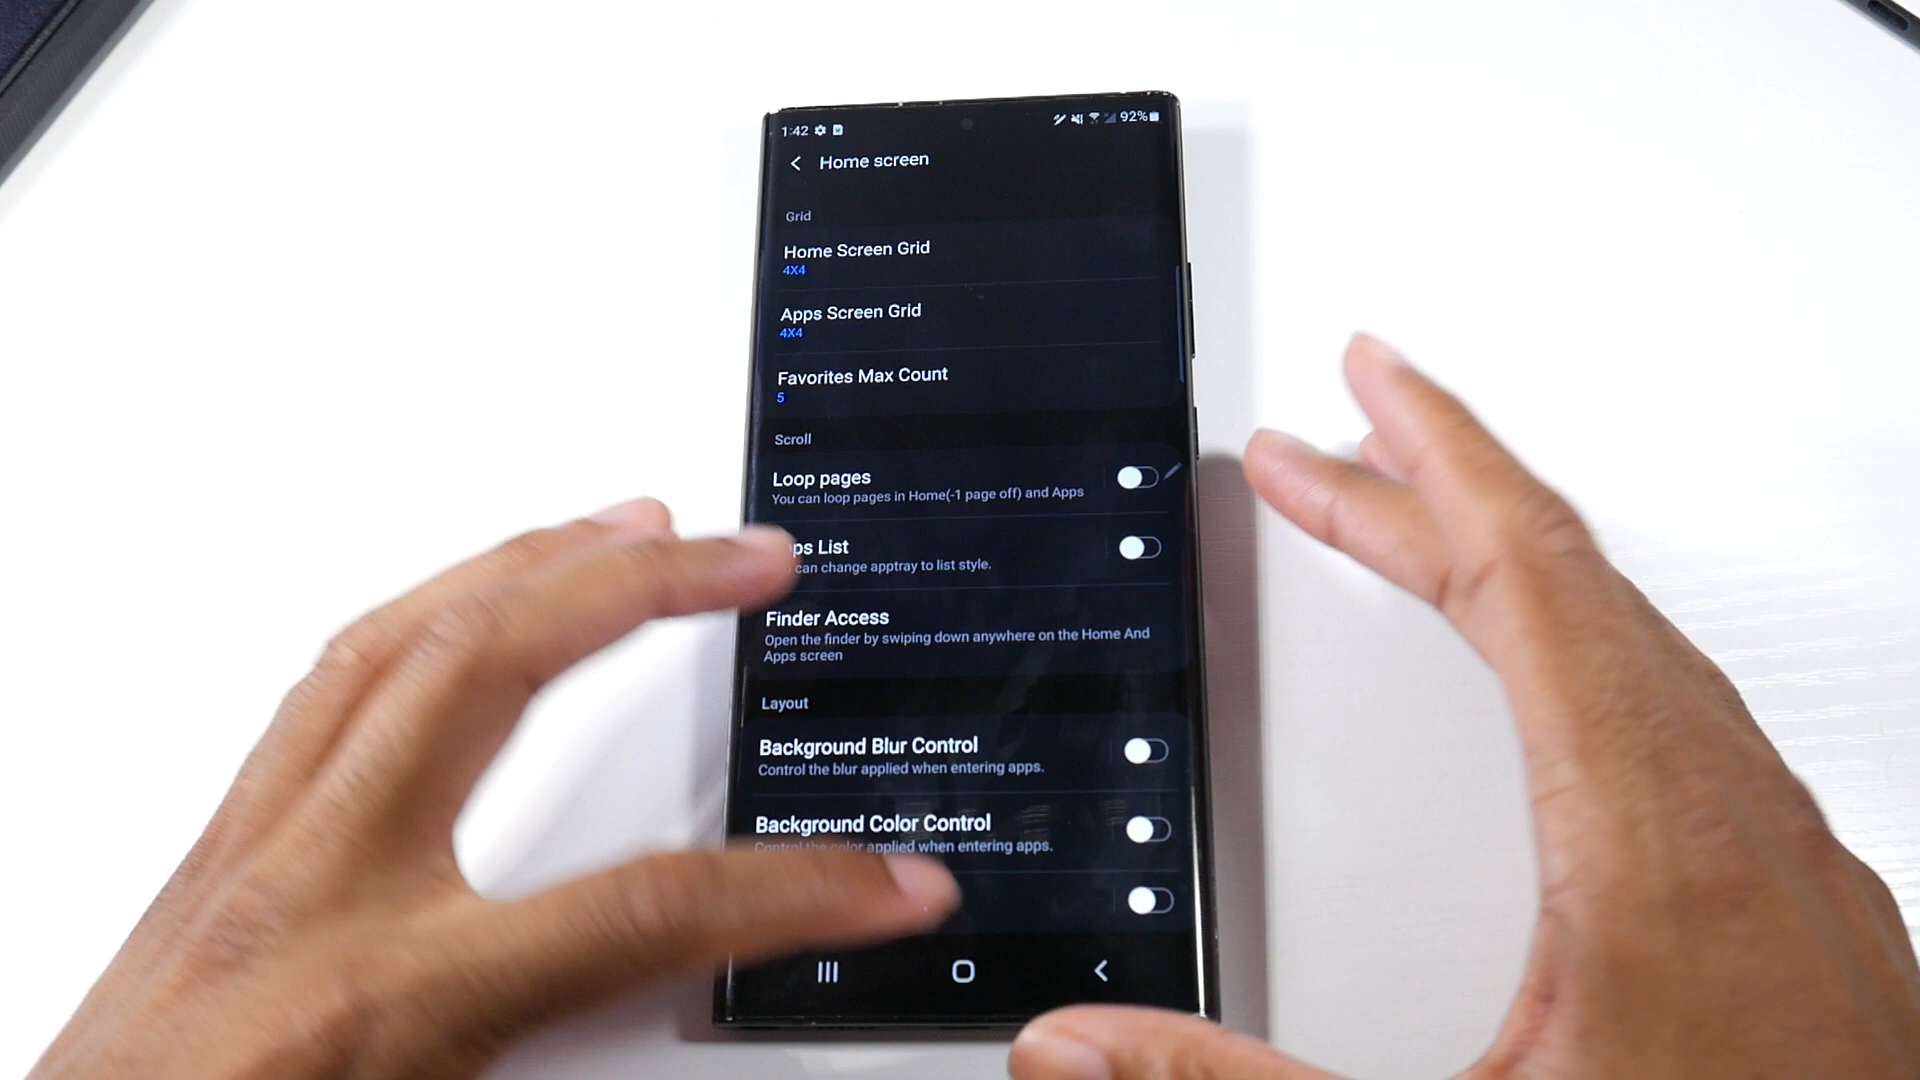 1:42 92%
Home screen
Grid
Home Screen Grid
4X4
Apps Screen Grid
4X4
Favorites Max Count
5
Scroll
Loop pages
You can loop pages in Home(-1 page off) and Apps
ps List
can change apptray to list style.
Finder Access
Open the finder by swiping down anywhere on the Home And
Apps screen
Layout
Background Blur Control
Control the blur applied when entering apps.
Background Color Control
Control the color applied when entering apps.